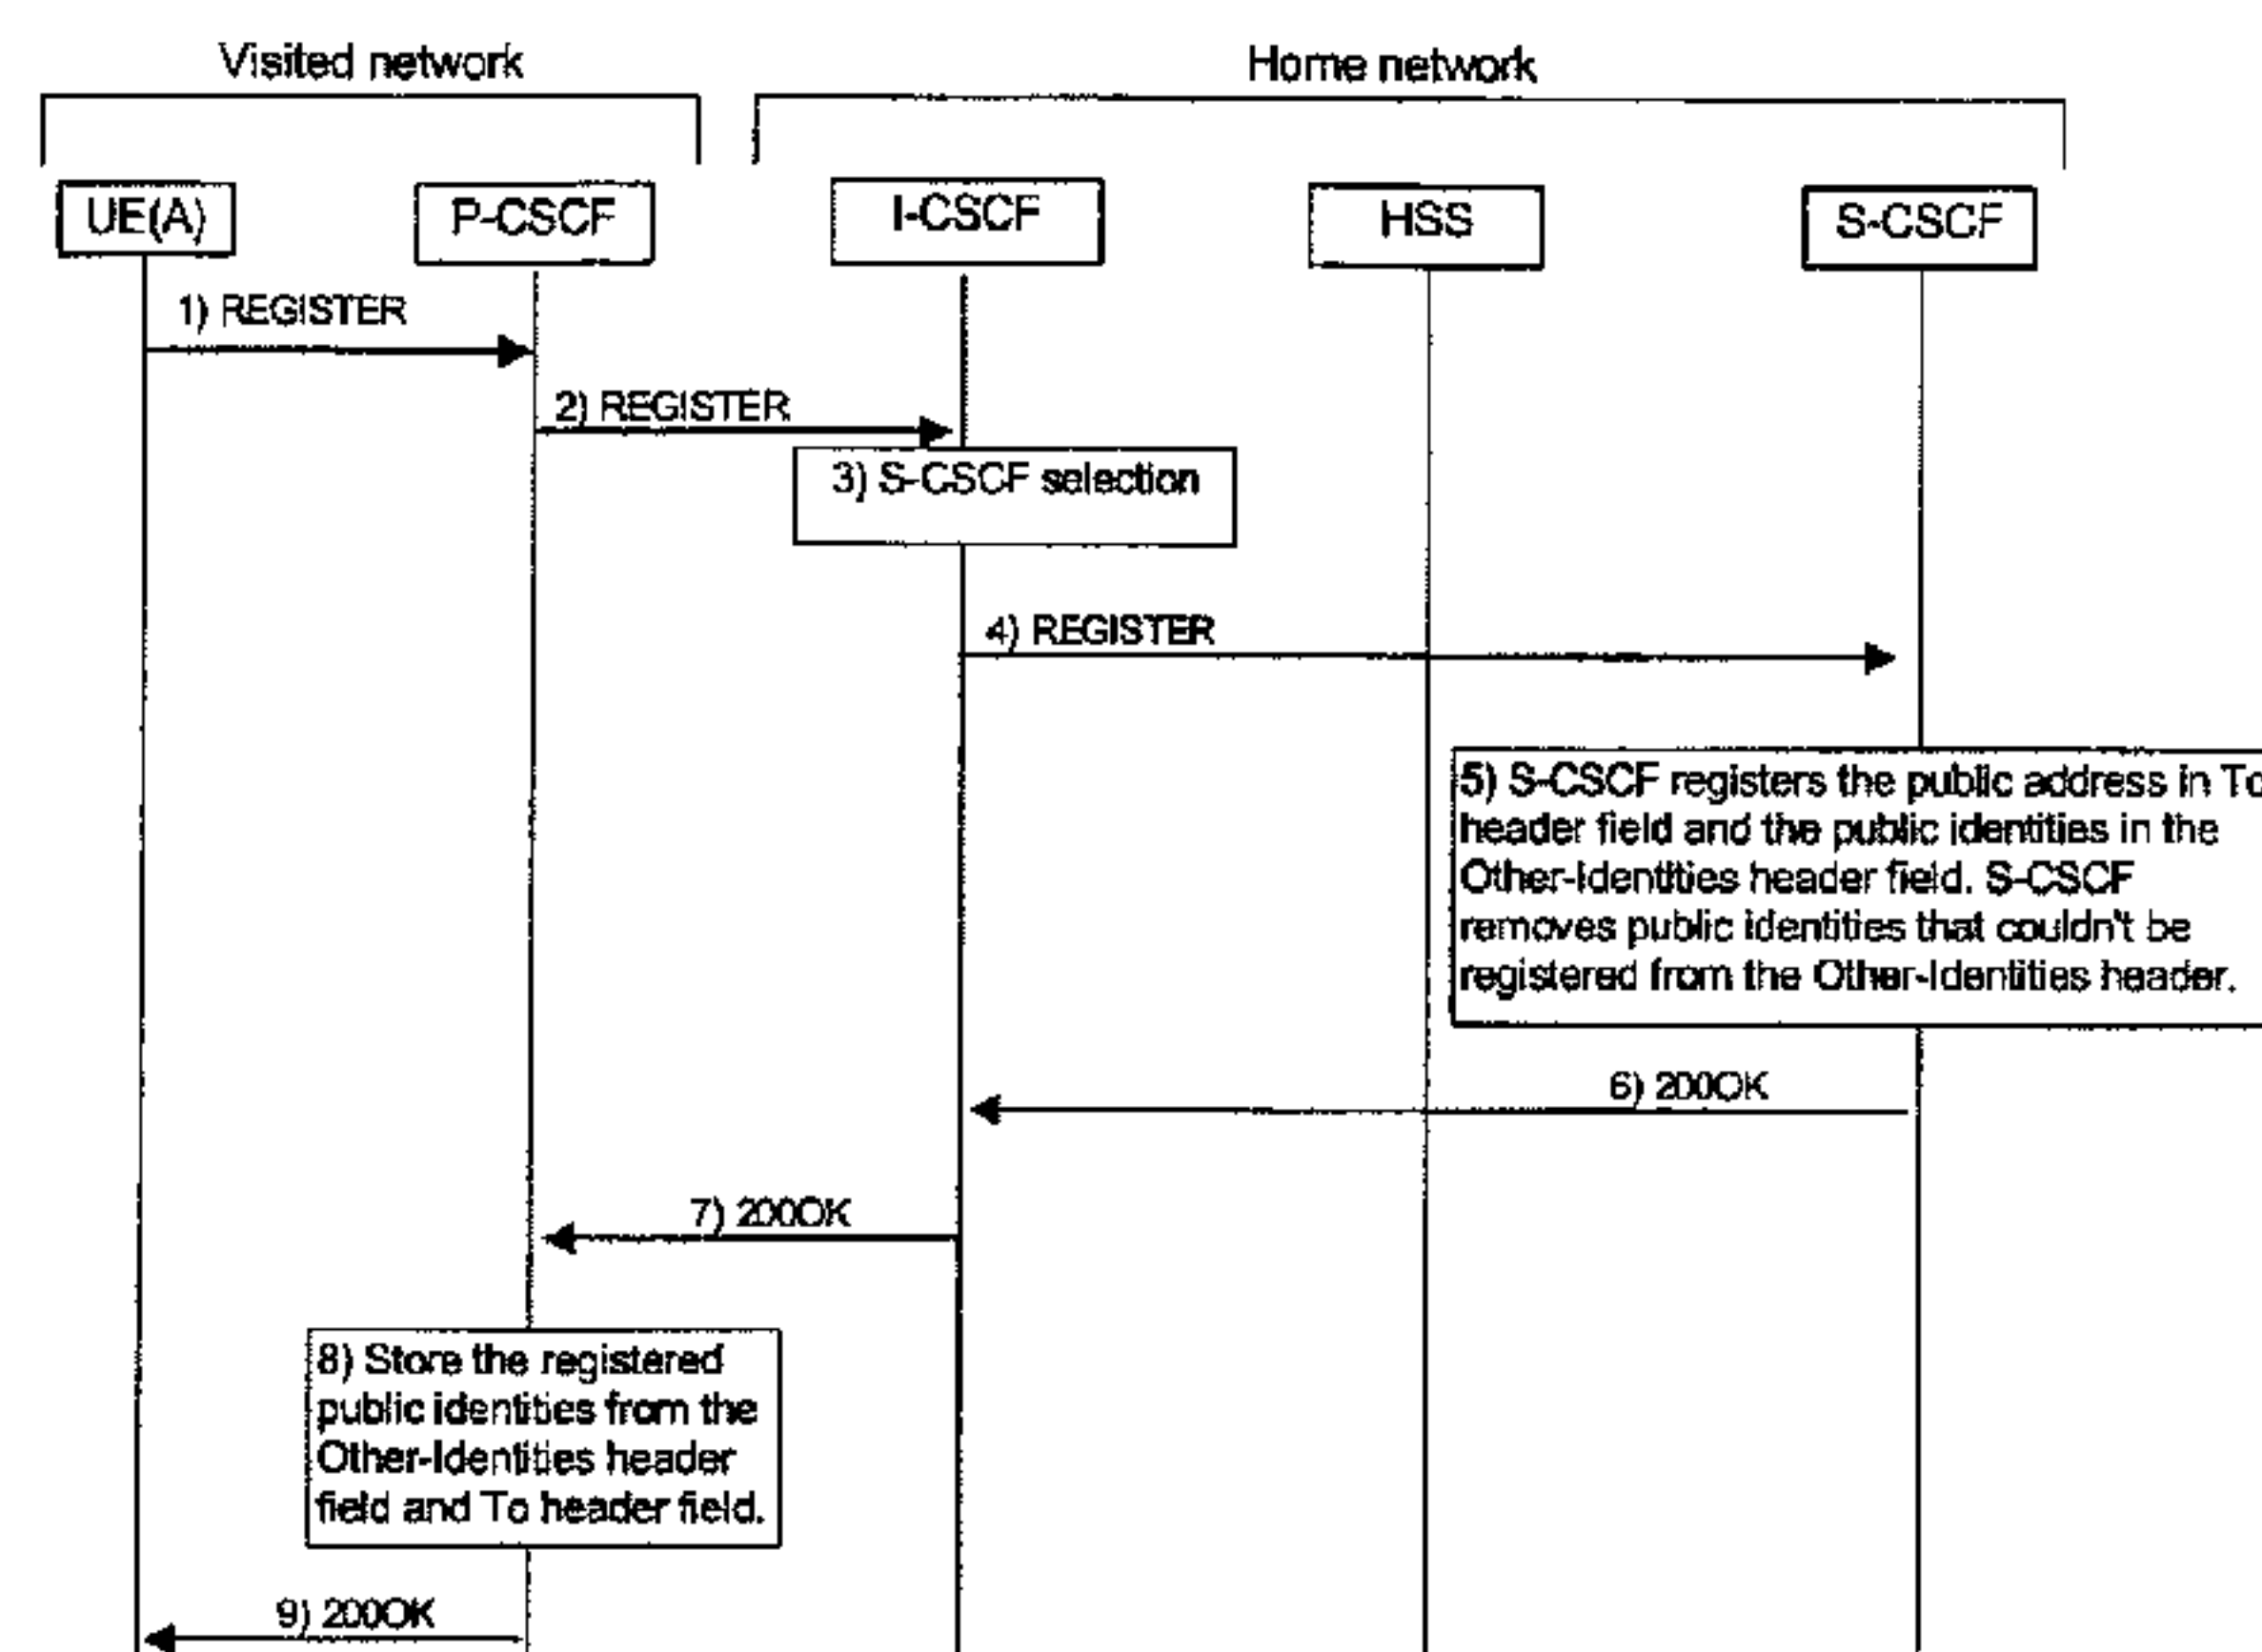 Visited network
Home network
UE(A)
P-CSCF
I-CSCF
HSS
S-CSCF
1) REGISTER
2) REGISTER
3) S-CSCF selection
4) REGISTER
5) S-CSCF registers the public address in To
header field and the public identities in the
Other-Identities header field. S-CSCF
removes public identities that couldn't be
registered from the Other-Identities header.
6) 200OK
7) 200OK
8) Store the registered
public identities from the
Other-Identities header
field and To header field.
9) 200OK